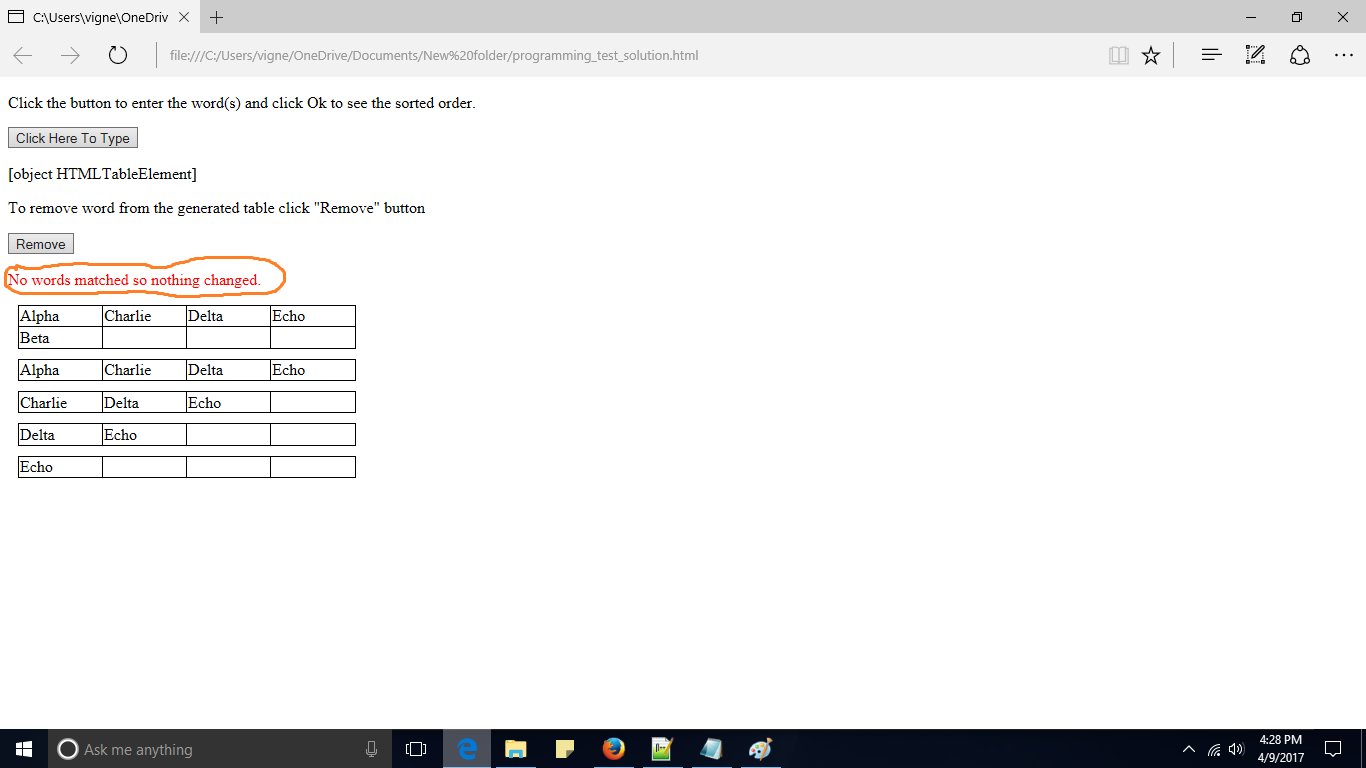 C:\Users\vigne\OneDriv
file:///C:/Users/vigne/OneDrive/Documents/New%20folder/programming_test_solution.html
Click the button to enter the word(s) and click Ok to see the sorted order.
Click Here To Type
[object HTMLTableElement]
To remove word from the generated table click "Remove" button
Remove
No words matched so nothing changed.
Alpha Charlie Delta Echo
Beta
Alpha Charlie Delta Echo
Charlie Delta Echo
Delta Echo
Echo
Ask me anything
4:28 PM
4/9/2017